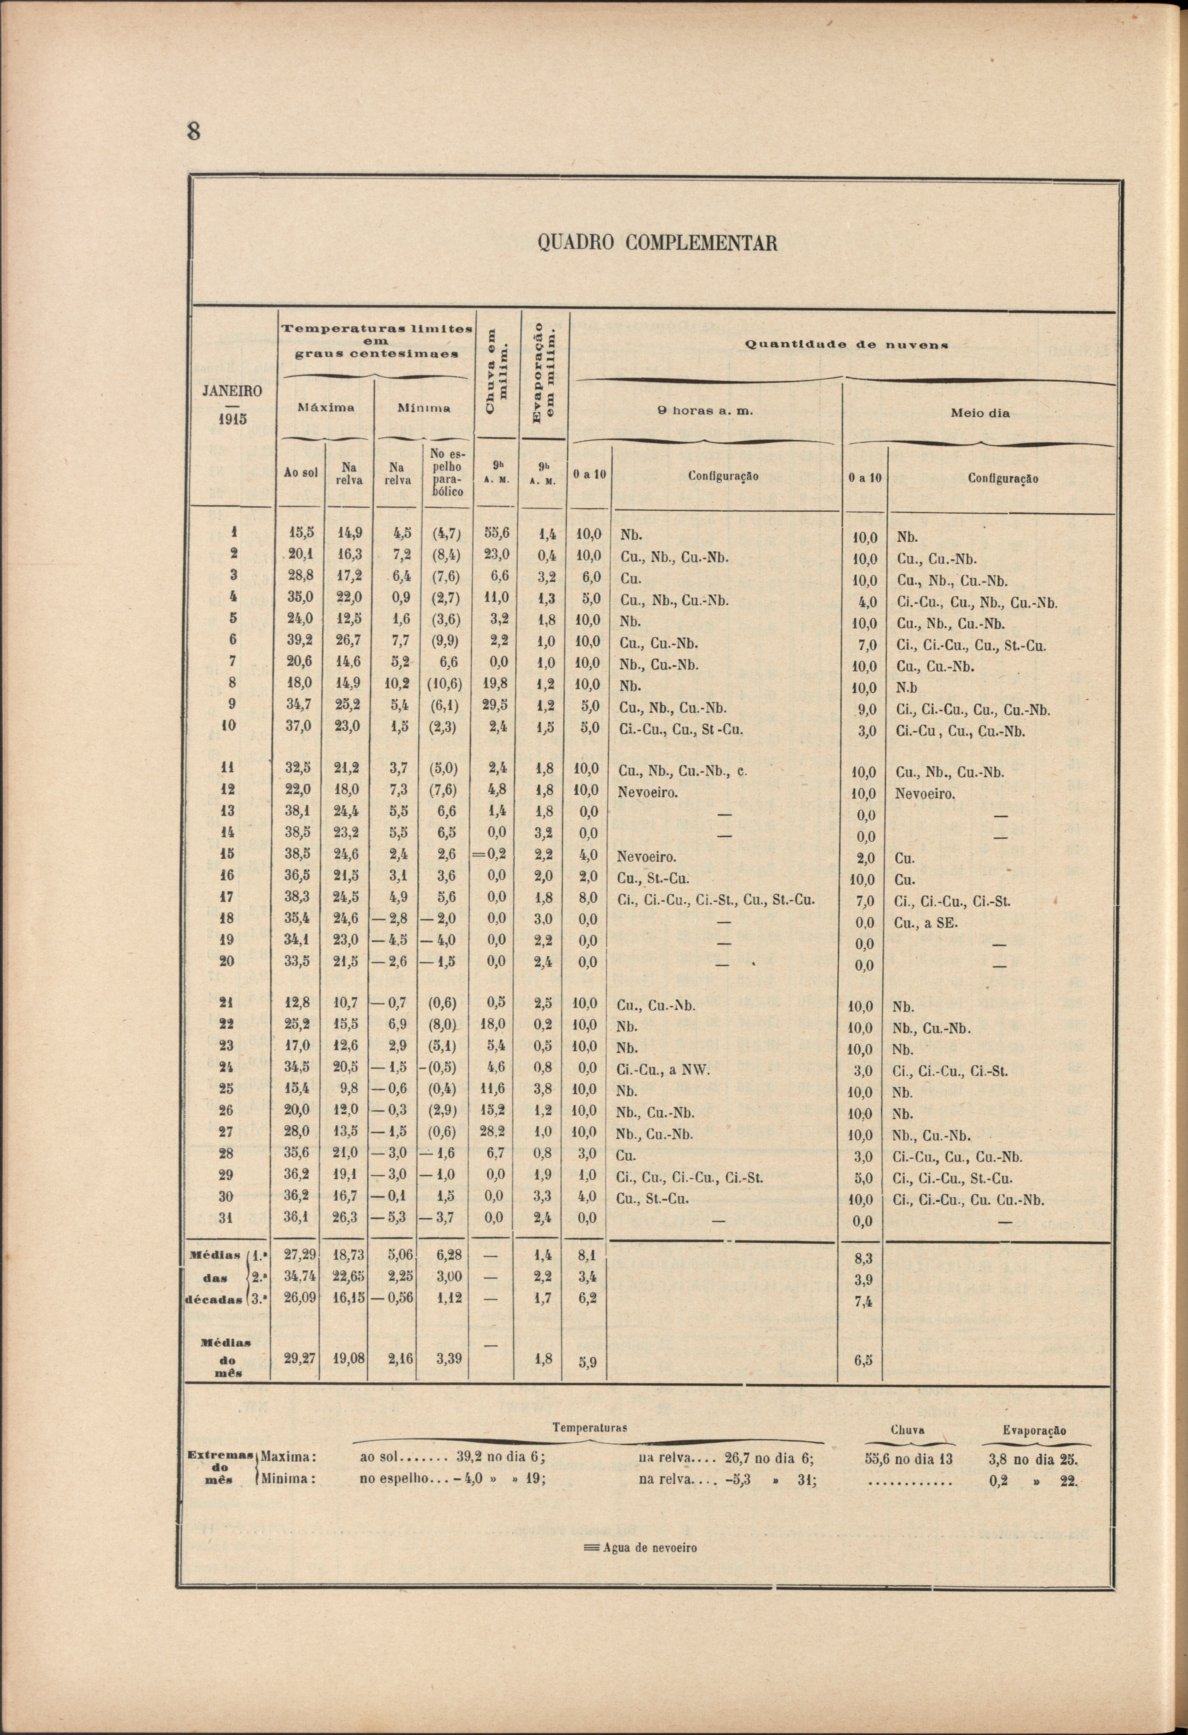 8
QUADRO COMPLEMENTAR
JANEIRO
—
1915
Temperaturas limites
em
graus centesimaes
Chuva em
milim.
Evaporação
em milim.
Quantidade de nuvens
Máxima
Mínima
9 horas a. m.
Meio dia
Ao sol
Na
relva
Na
relva
No es-
pelho
para-
bólico
9h
A. M.
9h
A. M.
0 a 10
Configuração
0 a 10
Configuração
1 15,5 14,9 4,5 (4,7) 55,6 1,4 10,0 Nb. 10,0 Nb.
2 20,1 16,3 7,2 (8,4) 23,0 0,4 10,0 Cu., Nb., Cu.-Nb. 10,0 Cu., Cu.-Nb.
3 28,8 17,2 6,4 (7,6) 6,6 3,2 6,0 Cu. 10,0 Cu., Nb., Cu.-Nb.
4 35,0 22,0 0,9 (2,7) 11,0 1,3 5,0 Cu., Nb., Cu.-Nb. 4,0 Ci.-Cu., Cu., Nb., Cu.-Nb.
5 24,0 12,5 1,6 (3,6) 3,2 1,8 10,0 Nb. 10,0 Cu., Nb., Cu.-Nb.
6 39,2 26,7 7,7 (9,9) 2,2 1,0 10,0 Cu., Cu.-Nb. 7,0 Ci., Ci.-Cu., Cu., St.-Cu.
7 20,6 14,6 5,2 6,6 0,0 1,0 10,0 Nb., Cu.-Nb. 10,0 Cu., Cu.-Nb.
8 18,0 14,9 10,2 (10,6) 19,8 1,2 10,0 Nb. 10,0 N.b
9 34,7 25,2 5,4 (6,1) 29,5 1,2 5,0 Cu., Nb., Cu.-Nb. 9,0 Ci., Ci.-Cu., Cu., Cu.-Nb.
10 37,0 23,0 1,5 (2,3) 2,4 1,5 5,0 Ci.-Cu., Cu., St -Cu. 3,0 Ci.-Cu , Cu., Cu.-Nb.
11 32,5 21,2 3,7 (5,0) 2,4 1,8 10,0 Cu., Nb., Cu.-Nb., c. 10,0 Cu., Nb., Cu.-Nb.
12 22,0 18,0 7,3 (7,6) 4,8 1,8 10,0 Nevoeiro. 10,0 Nevoeiro.
13 38,1 24,4 5,5 6,6 1,4 1,8 0,0 — 0,0 —
14 38,5 23,2 5,5 6,5 0,0 3,2 0,0 — 0,0 —
15 38,5 24,6 2,4 2,6 =0,2 2,2 4,0 Nevoeiro. 2,0 Cu.
16 36,5 21,5 3,1 3,6 0,0 2,0 2,0 Cu., St.-Cu. 10,0 Cu.
17 38,3 24,5 4,9 5,6 0,0 1,8 8,0 Ci., Ci.-Cu., Ci.-St., Cu., St.-Cu. 7,0 Ci., Ci.-Cu., Ci.-St.
18 35,4 24,6 —2,8 —2,0 0,0 3,0 0,0 — 0,0 Cu., a SE.
19 34,1 23,0 —4,5 —4,0 0,0 2,2 0,0 — 0,0 —
20 33,5 21,5 —2,6 —1,5 0,0 2,4 0,0 — 0,0 —
21 12,8 10,7 —0,7 (0,6) 0,5 2,5 10,0 Cu., Cu.-Nb. 10,0 Nb.
22 25,2 15,5 6,9 (8,0) 18,0 0,2 10,0 Nb. 10,0 Nb., Cu.-Nb.
23 17,0 12,6 2,9 (5,1) 5,4 0,5 10,0 Nb. 10,0 Nb.
24 34,5 20,5 —1,5 -(0,5) 4,6 0,8 0,0 Ci.-Cu., a NW. 3,0 Ci., Ci.-Cu., Ci.-St.
25 15,4 9,8 —0,6 (0,4) 11,6 3,8 10,0 Nb. 10,0 Nb.
26 20,0 12,0 —0,3 (2,9) 15,2 1,2 10,0 Nb., Cu.-Nb. 10,0 Nb.
27 28,0 13,5 —1,5 (0,6) 28,2 1,0 10,0 Nb., Cu.-Nb. 10,0 Nb., Cu.-Nb.
28 35,6 21,0 —3,0 —1,6 6,7 0,8 3,0 Cu. 3,0 Ci.-Cu., Cu., Cu.-Nb.
29 36,2 19,1 —3,0 —1,0 0,0 1,9 1,0 Ci., Cu., Ci.-Cu., Ci.-St. 5,0 Ci., Ci.-Cu., St.-Cu.
30 36,2 16,7 —0,1 1,5 0,0 3,3 4,0 Cu., St.-Cu. 10,0 Ci., Ci.-Cu., Cu. Cu.-Nb.
31 36,1 26,3 —5,3 —3,7 0,0 2,4 0,0 — 0,0 —
Médias 1.ª 27,29 18,73 5,06 6,28 — 1,4 8,1 8,3
das 2.ª 34,74 22,65 2,25 3,00 — 2,2 3,4 3,9
décadas 3.ª 26,09 16,15 —0,56 1,12 — 1,7 6,2 7,4
Médias
do
mês
29,27 19,08 2,16 3,39 — 1,8 5,9 6,5
Temperaturas Chuva Evaporação
Extremas
do
mês
Maxima: ao sol....... 39,2 no dia 6; na relva.... 26,7 no dia 6; 55,6 no dia 13 3,8 no dia 25.
Minima: no espelho... -4,0 » » 19; na relva.... -5,3 » 31; ............ 0,2 » 22.
≡ Agua de nevoeiro